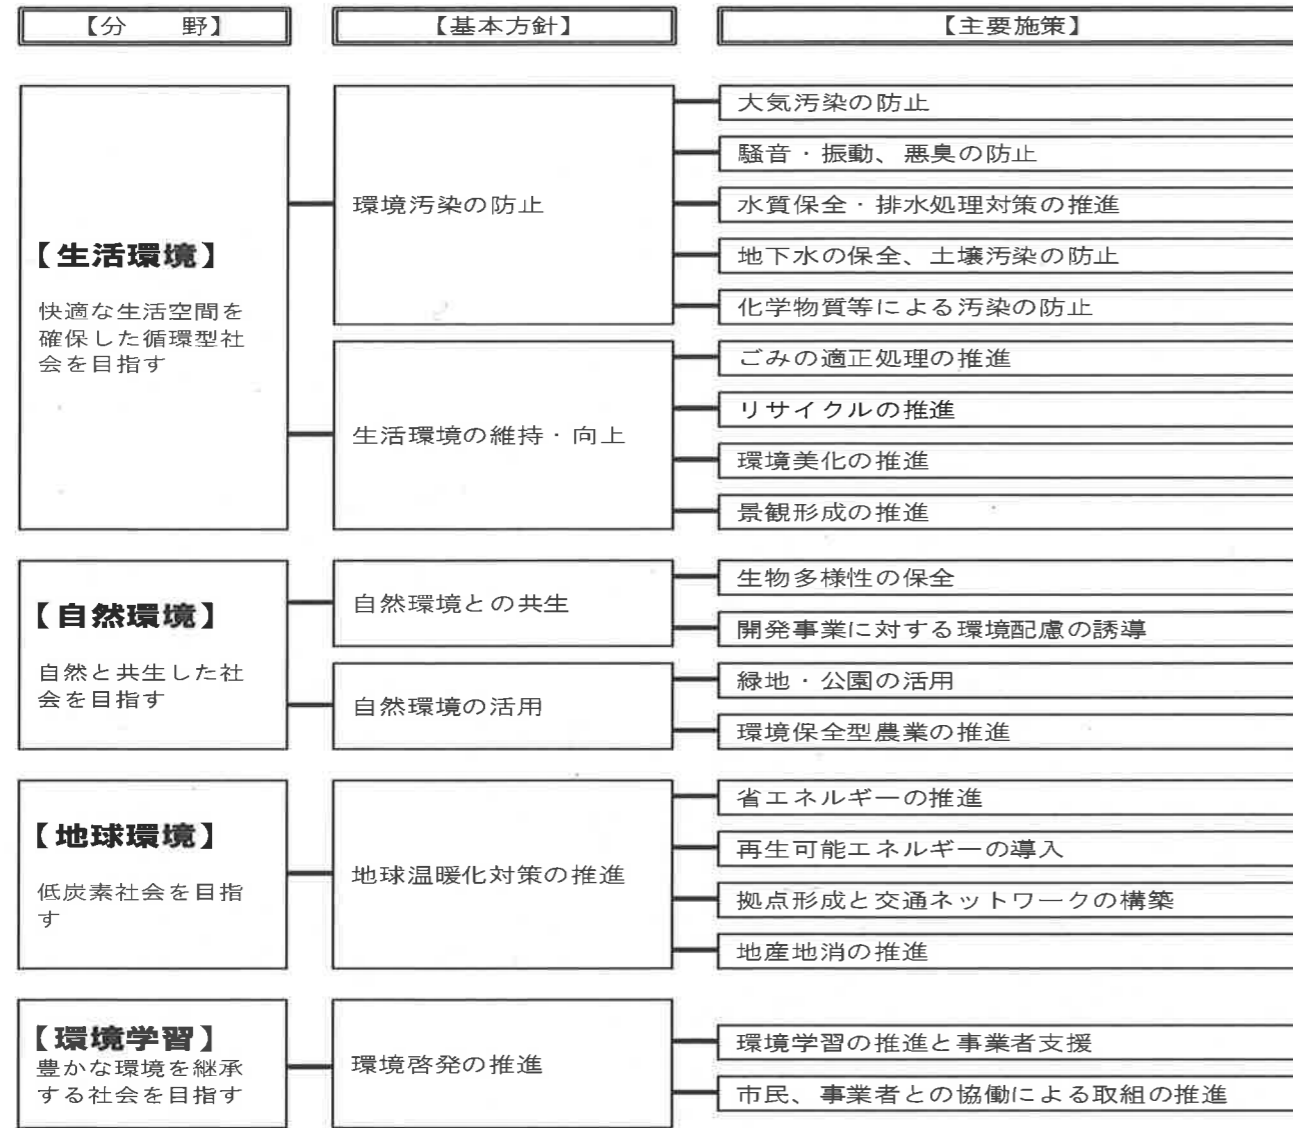 【分　　野】
【基本方針】
【主要施策】
【生活環境】
快適な生活空間を
確保した循環型社
会を目指す
環境汚染の防止
大気汚染の防止
騒音・振動、悪臭の防止
水質保全・排水処理対策の推進
地下水の保全、土壌汚染の防止
化学物質等による汚染の防止
生活環境の維持・向上
ごみの適正処理の推進
リサイクルの推進
環境美化の推進
景観形成の推進
【自然環境】
自然と共生した社
会を目指す
自然環境との共生
生物多様性の保全
開発事業に対する環境配慮の誘導
自然環境の活用
緑地・公園の活用
環境保全型農業の推進
【地球環境】
低炭素社会を目指
す
地球温暖化対策の推進
省エネルギーの推進
再生可能エネルギーの導入
拠点形成と交通ネットワークの構築
地産地消の推進
【環境学習】
豊かな環境を継承
する社会を目指す
環境啓発の推進
環境学習の推進と事業者支援
市民、事業者との協働による取組の推進